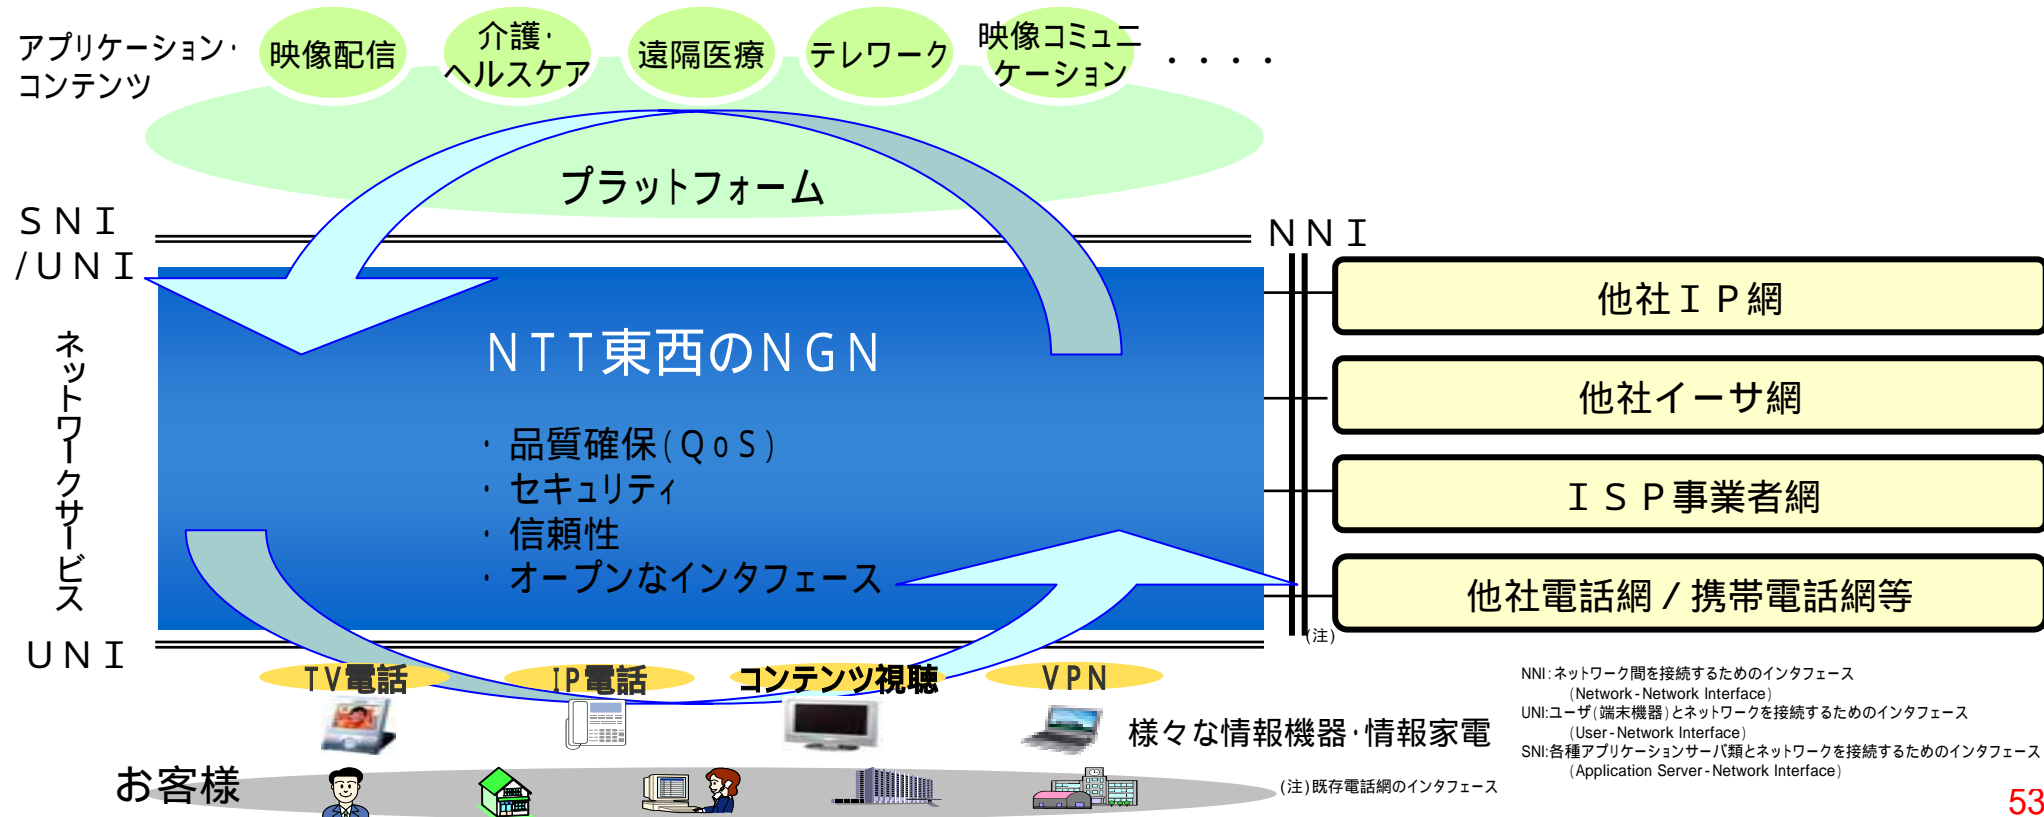 アプリケーション・
コンテンツ
映像配信
介護・
ヘルスケア
遠隔医療
テレワーク
映像コミュニ
ケーション
・・・・
プラットフォーム
ＳＮＩ
/ＵＮＩ
ＮＮＩ
ネットワークサービス
ＮＴＴ東西のＮＧＮ
・品質確保(ＱｏＳ)
・セキュリティ
・信頼性
・オープンなインタフェース
他社ＩＰ網
他社イーサ網
ＩＳＰ事業者網
他社電話網/携帯電話網等
(注)
ＵＮＩ
TV電話
IP電話
コンテンツ視聴
ＶＰＮ
様々な情報機器・情報家電
お客様
(注)既存電話網のインタフェース
NNI:ネットワーク間を接続するためのインタフェース
(Network-Network Interface)
UNI:ユーザ(端末機器)とネットワークを接続するためのインタフェース
(User-Network Interface)
SNI:各種アプリケーションサーバ類とネットワークを接続するためのインタフェース
(Application Server-Network Interface)
53